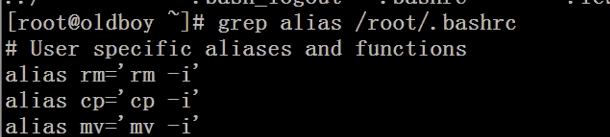 [root@oldboy ~]# grep alias /root/.bashrc
# User specific aliases and functions
alias rm='rm -i'
alias cp='cp -i'
alias mv='mv -i'